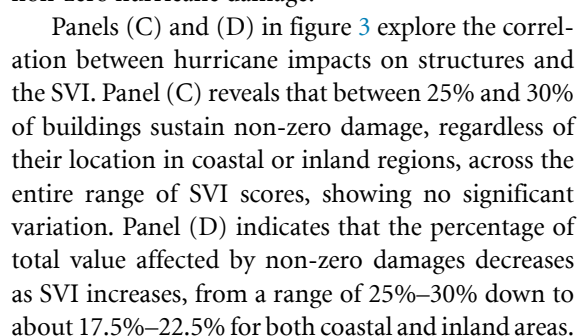 non-zero hurricane damage.
Panels (C) and (D) in figure 3 explore the correl-
ation between hurricane impacts on structures and
the SVI. Panel (C) reveals that between 25% and 30%
of buildings sustain non-zero damage, regardless of
their location in coastal or inland regions, across the
entire range of SVI scores, showing no significant
variation. Panel (D) indicates that the percentage of
total value affected by non-zero damages decreases
as SVI increases, from a range of 25%–30% down to
about 17.5%–22.5% for both coastal and inland areas.